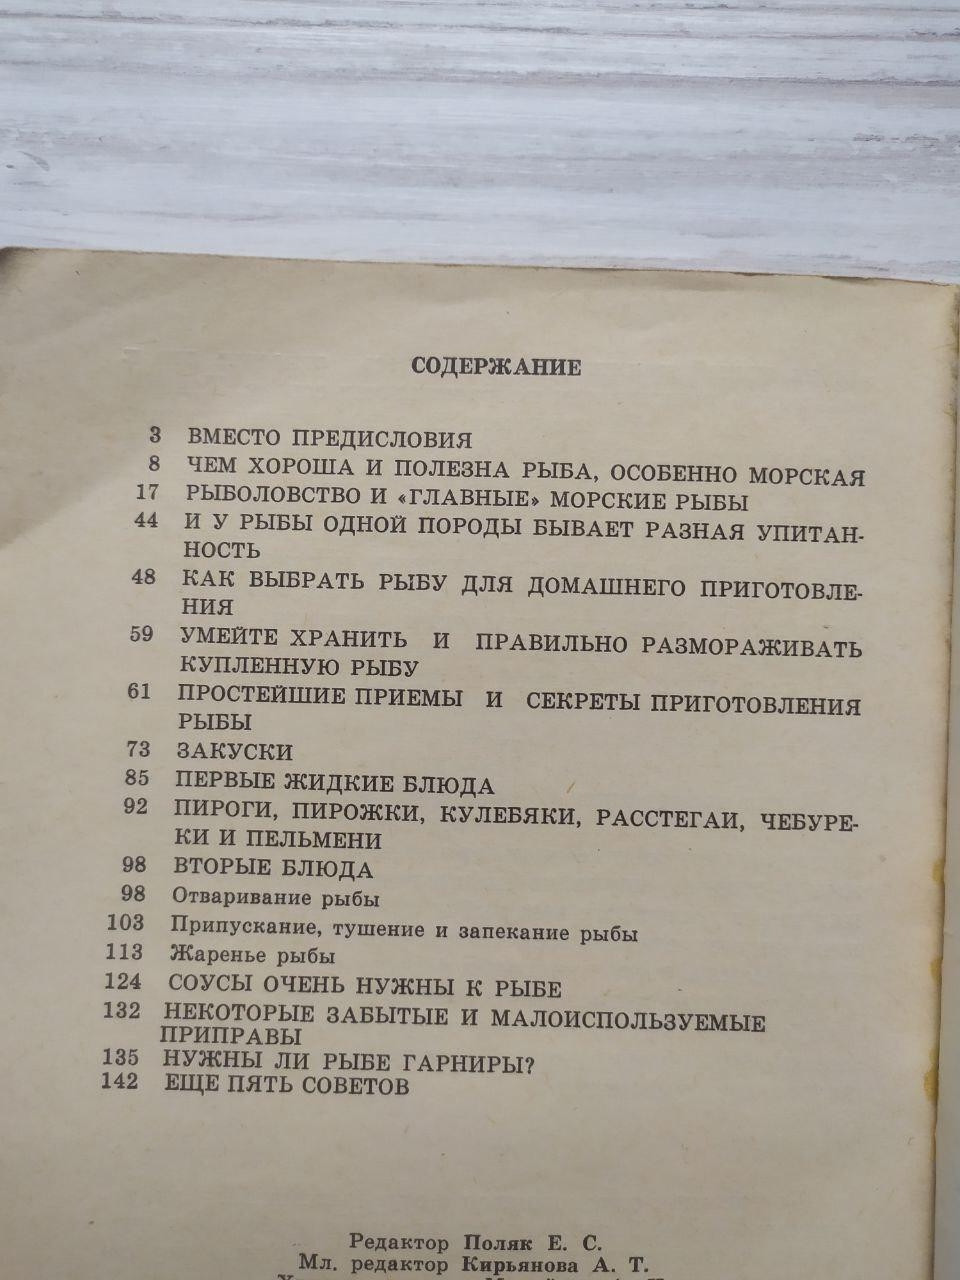 СОДЕРЖАНИЕ
3 ВМЕСТО ПРЕДИСЛОВИЯ
8 ЧЕМ ХОРОША И ПОЛЕЗНА РЫБА, ОСОБЕННО МОРСКАЯ
17 РЫБОЛОВСТВО И «ГЛАВНЫЕ» МОРСКИЕ РЫБЫ
44 И У РЫБЫ ОДНОЙ ПОРОДЫ БЫВАЕТ РАЗНАЯ УПИТАН-
НОСТЬ
48 КАК ВЫБРАТЬ РЫБУ ДЛЯ ДОМАШНЕГО ПРИГОТОВЛЕ-
НИЯ
59 УМЕЙТЕ ХРАНИТЬ И ПРАВИЛЬНО РАЗМОРАЖИВАТЬ
КУПЛЕННУЮ РЫБУ
61 ПРОСТЕЙШИЕ ПРИЕМЫ И СЕКРЕТЫ ПРИГОТОВЛЕНИЯ
РЫБЫ
73 ЗАКУСКИ
85 ПЕРВЫЕ ЖИДКИЕ БЛЮДА
92 ПИРОГИ, ПИРОЖКИ, КУЛЕБЯКИ, РАССТЕГАИ, ЧЕБУРЕ-
КИ И ПЕЛЬМЕНИ
98 ВТОРЫЕ БЛЮДА
98 Отваривание рыбы
103 Припускание, тушение и запекание рыбы
113 Жаренье рыбы
124 СОУСЫ ОЧЕНЬ НУЖНЫ К РЫБЕ
132 НЕКОТОРЫЕ ЗАБЫТЫЕ И МАЛОИСПОЛЬЗУЕМЫЕ
ПРИПРАВЫ
135 НУЖНЫ ЛИ РЫБЕ ГАРНИРЫ?
142 ЕЩЕ ПЯТЬ СОВЕТОВ
Редактор Поляк Е. С.
Мл. редактор Кирьянова А. Т.